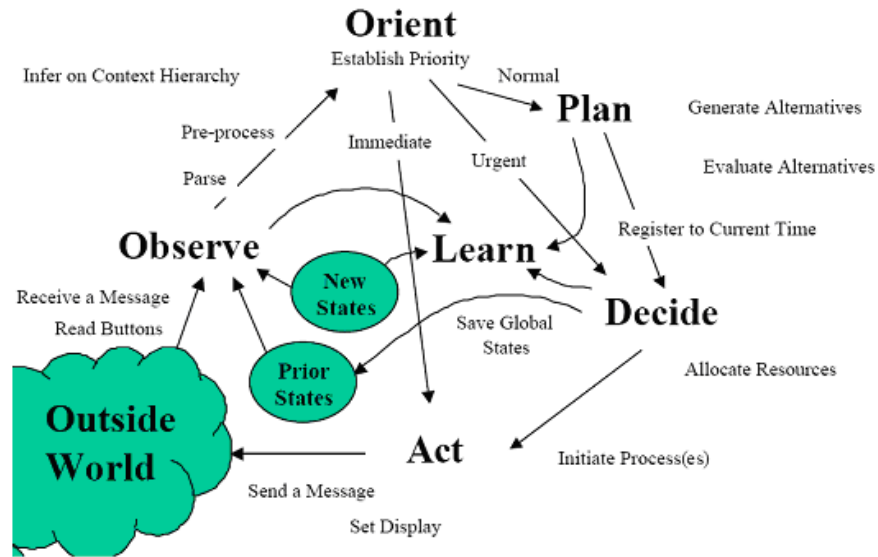 Orient
Establish Priority
Infer on Context Hierarchy
Normal
Plan
Generate Alternatives
Pre-process
Immediate
Urgent
Evaluate Alternatives
Parse
Register to Current Time
Observe
Learn
New
States
Receive a Message
Read Buttons
Decide
Save Global
States
Prior
States
Allocate Resources
Outside
World
Act
Initiate Process(es)
Send a Message
Set Display